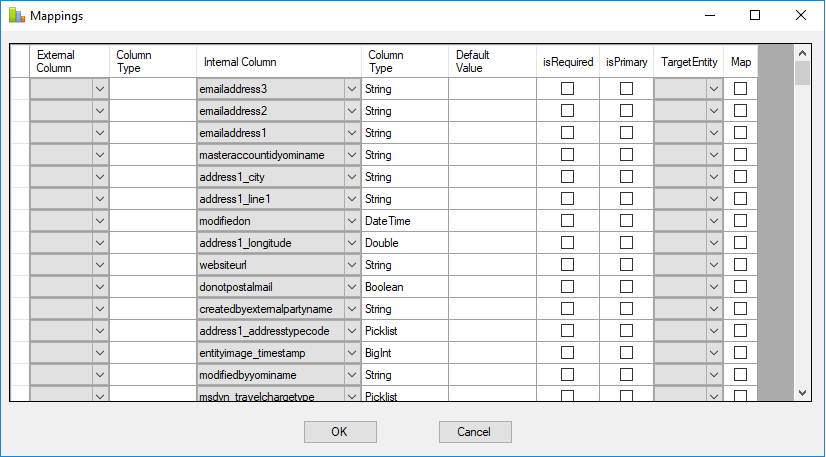 Mappings
External Column Column Type Internal Column Column Type Default Value isRequired isPrimary TargetEntity Map
emailaddress3 String
emailaddress2 String
emailaddress1 String
masteraccountidyominame String
address1_city String
address1_line1 String
modifiedon DateTime
address1_longitude Double
websiteurl String
donotpostalmail Boolean
createdbyexternalpartyname String
address1_addresstypecode Picklist
entityimage_timestamp BigInt
modifiedbyyominame String
msdyn_travelchargetype Picklist
OK Cancel